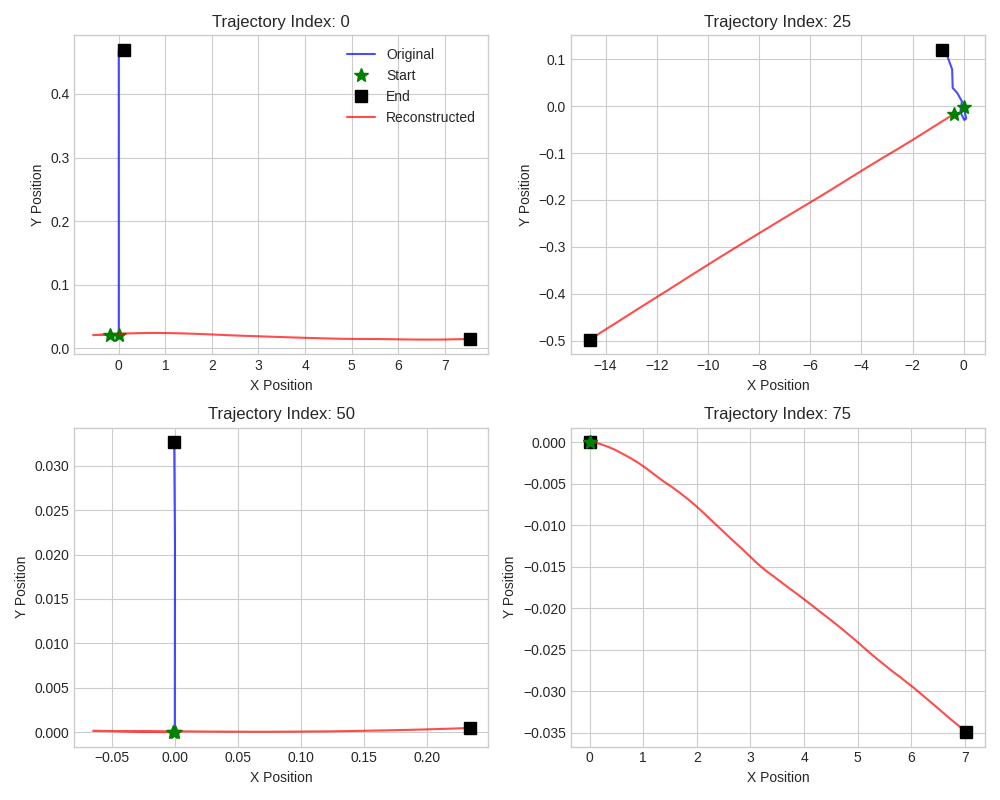 Trajectory Index: 0
Original
Start
End
Reconstructed
0.4
0.3
0.2
0.1
0.0
Y Position
0 1 2 3 4 5 6 7
X Position
Trajectory Index: 25
0.1
0.0
−0.1
−0.2
−0.3
−0.4
−0.5
Y Position
−14 −12 −10 −8 −6 −4 −2 0
X Position
Trajectory Index: 50
0.030
0.025
0.020
0.015
0.010
0.005
0.000
Y Position
−0.05 0.00 0.05 0.10 0.15 0.20
X Position
Trajectory Index: 75
0.000
−0.005
−0.010
−0.015
−0.020
−0.025
−0.030
−0.035
Y Position
0 1 2 3 4 5 6 7
X Position